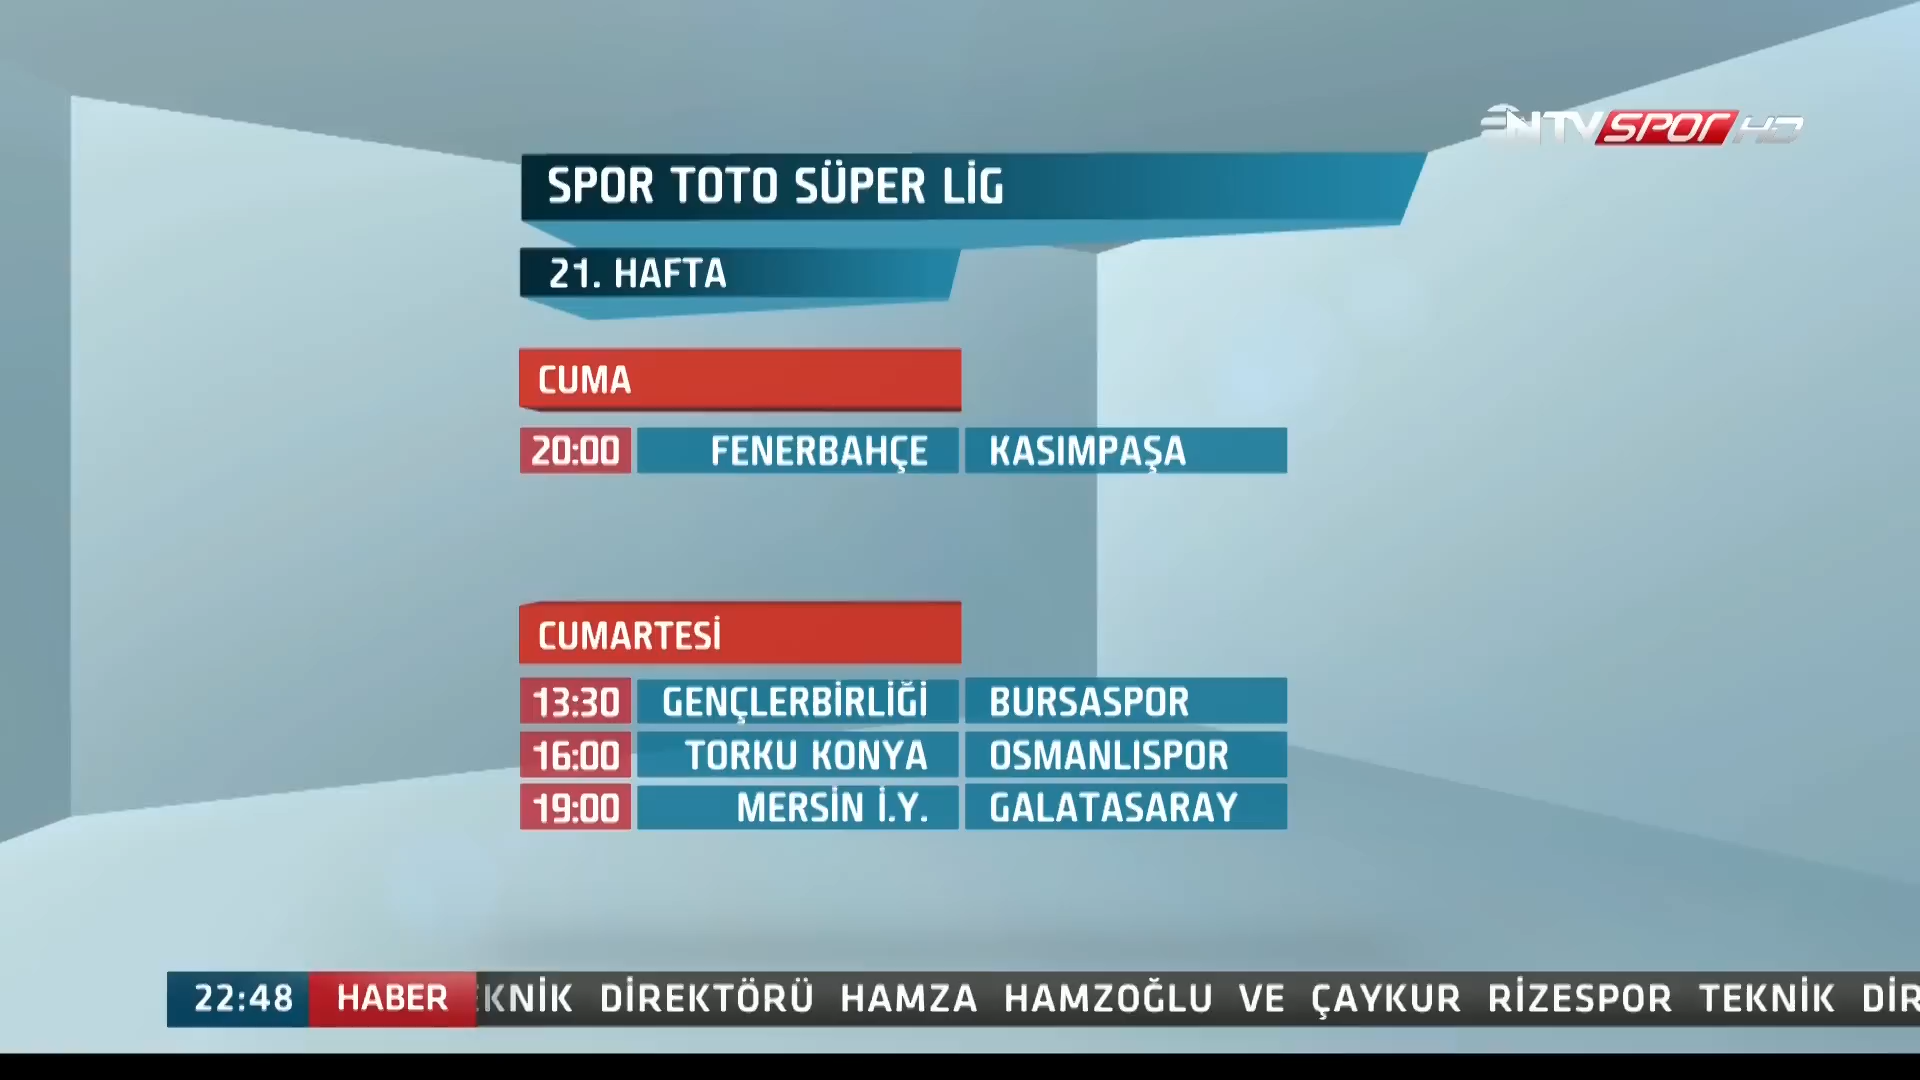 NTVSPOR HD
SPOR TOTO SÜPER LİG
21. HAFTA
CUMA
20:00 FENERBAHÇE KASIMPAŞA
CUMARTESİ
13:30 GENÇLERBİRLİĞİ BURSASPOR
16:00 TORKU KONYA OSMANLISPOR
19:00 MERSİN İ.Y. GALATASARAY
22:48 HABER DİREKTÖRÜ HAMZA HAMZOĞLU VE ÇAYKUR RİZESPOR TEKNİK